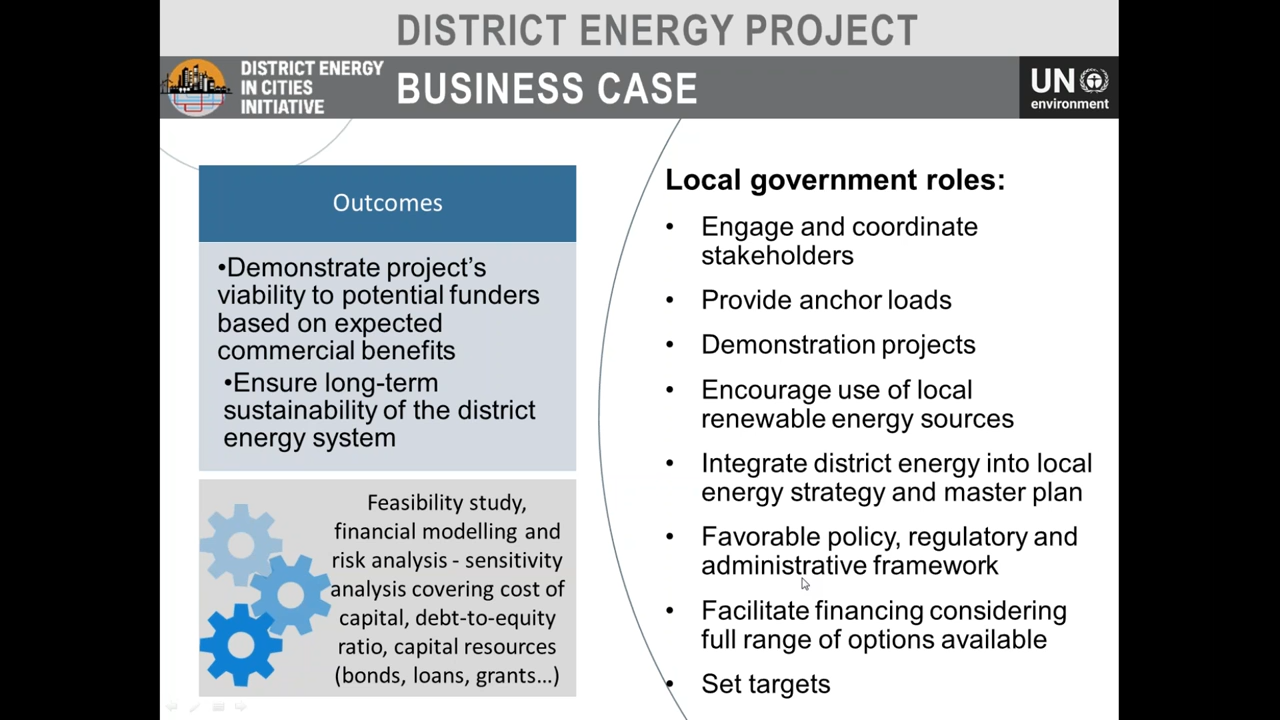 DISTRICT ENERGY PROJECT
DISTRICT ENERGY
IN CITIES
INITIATIVE
BUSINESS CASE
UN
environment
Outcomes
•Demonstrate project’s
viability to potential funders
based on expected
commercial benefits
•Ensure long-term
sustainability of the district
energy system
Feasibility study,
financial modelling and
risk analysis - sensitivity
analysis covering cost of
capital, debt-to-equity
ratio, capital resources
(bonds, loans, grants…)
Local government roles:
• Engage and coordinate
stakeholders
• Provide anchor loads
• Demonstration projects
• Encourage use of local
renewable energy sources
• Integrate district energy into local
energy strategy and master plan
• Favorable policy, regulatory and
administrative framework
• Facilitate financing considering
full range of options available
• Set targets